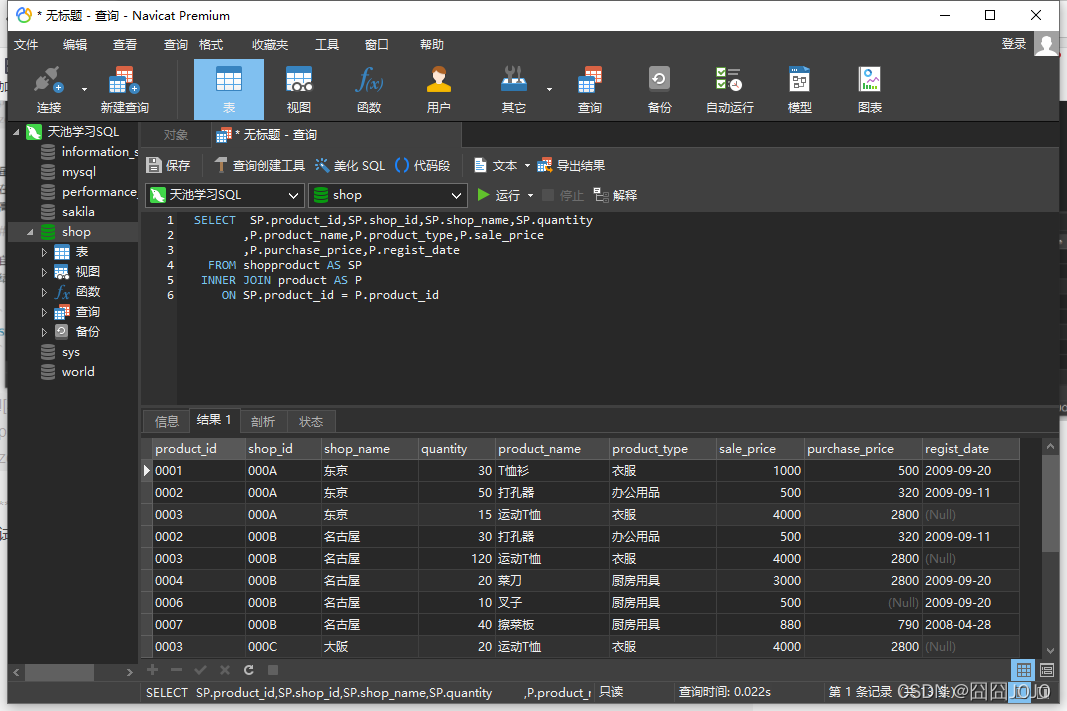 * 无标题 - 查询 - Navicat Premium
文件 编辑 查看 查询 格式 收藏夹 工具 窗口 帮助 登录
连接 新建查询 表 视图 函数 用户 其它 查询 备份 自动运行 模型 图表
天池学习SQL
information_s
mysql
performance_
sakila
shop
表
视图
函数
查询
备份
sys
world
对象 * 无标题 - 查询
保存 查询创建工具 美化 SQL 代码段 文本 导出结果
天池学习SQL shop 运行 停止 解释
1 SELECT SP.product_id,SP.shop_id,SP.shop_name,SP.quantity
2 ,P.product_name,P.product_type,P.sale_price
3 ,P.purchase_price,P.regist_date
4 FROM shopproduct AS SP
5 INNER JOIN product AS P
6 ON SP.product_id = P.product_id
信息 结果 1 剖析 状态
product_id shop_id shop_name quantity product_name product_type sale_price purchase_price regist_date
0001 000A 东京 30 T恤衫 衣服 1000 500 2009-09-20
0002 000A 东京 50 打孔器 办公用品 500 320 2009-09-11
0003 000A 东京 15 运动T恤 衣服 4000 2800 (Null)
0002 000B 名古屋 30 打孔器 办公用品 500 320 2009-09-11
0003 000B 名古屋 120 运动T恤 衣服 4000 2800 (Null)
0004 000B 名古屋 20 菜刀 厨房用具 3000 2800 2009-09-20
0006 000B 名古屋 10 叉子 厨房用具 500 (Null) 2009-09-20
0007 000B 名古屋 40 擦菜板 厨房用具 880 790 2008-04-28
0003 000C 大阪 20 运动T恤 衣服 4000 2800 (Null)
SELECT SP.product_id,SP.shop_id,SP.shop_name,SP.quantity ,P.product_r 只读 查询时间: 0.022s 第 1 条记录
CSDN @囧囧JOJO